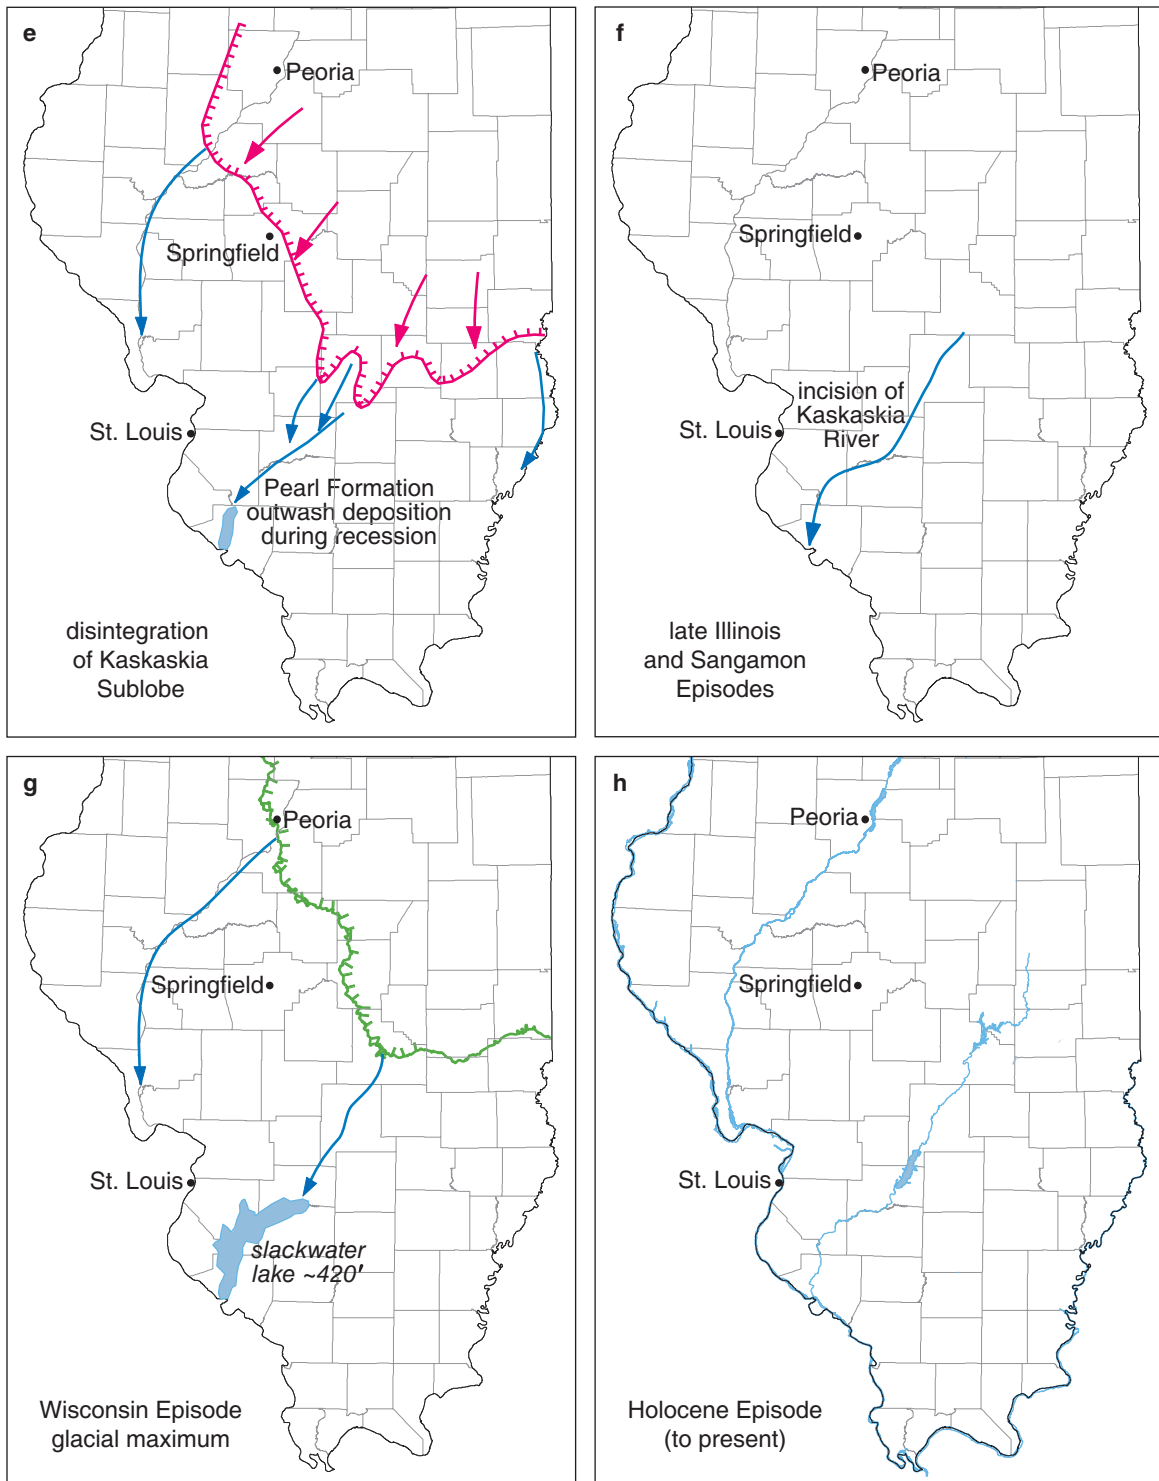 e
Peoria
Springfield
St. Louis
Pearl Formation
outwash deposition
during recession
disintegration
of Kaskaskia
Sublobe
f
Peoria
Springfield
incision of
Kaskaskia
River
St. Louis
late Illinois
and Sangamon
Episodes
g
Peoria
Springfield
St. Louis
slackwater
lake ~420'
Wisconsin Episode
glacial maximum
h
Peoria
Springfield
St. Louis
Holocene Episode
(to present)